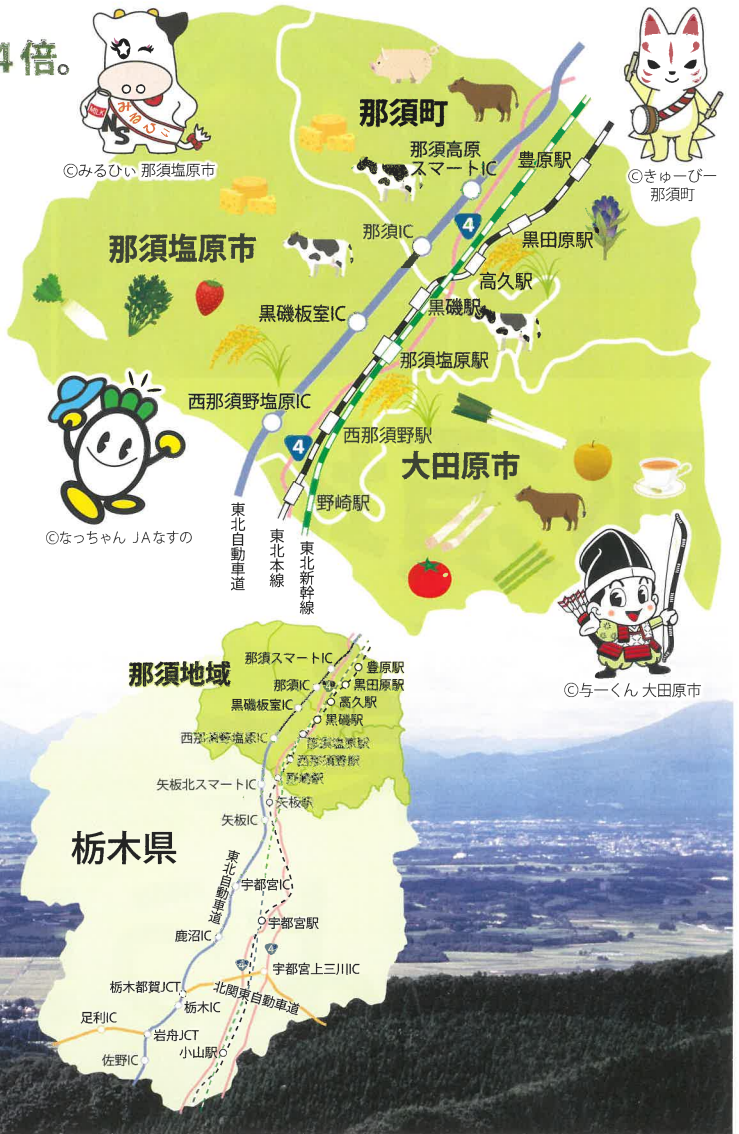 4倍。
MILK
みるひぃ
NS
©みるひぃ 那須塩原市
那須町
那須高原
スマートIC
豊原駅
©きゅーびー
那須町
4
那須IC
黒田原駅
那須塩原市
高久駅
黒磯板室IC
黒磯駅
那須塩原駅
西那須野塩原IC
西那須野駅
4
大田原市
野崎駅
©なっちゃん JAなすの
東北自動車道
東北本線
東北新幹線
©与一くん 大田原市
那須地域
那須スマートIC
豊原駅
那須IC
黒田原駅
高久駅
黒磯板室IC
黒磯駅
西那須野塩原IC
那須塩原駅
西那須野駅
野崎駅
矢板北スマートIC
矢板駅
矢板IC
栃木県
東北自動車道
宇都宮IC
宇都宮駅
鹿沼IC
4
4
宇都宮上三川IC
栃木都賀JCT
北関東自動車道
栃木IC
足利IC
岩舟JCT
小山駅
佐野IC